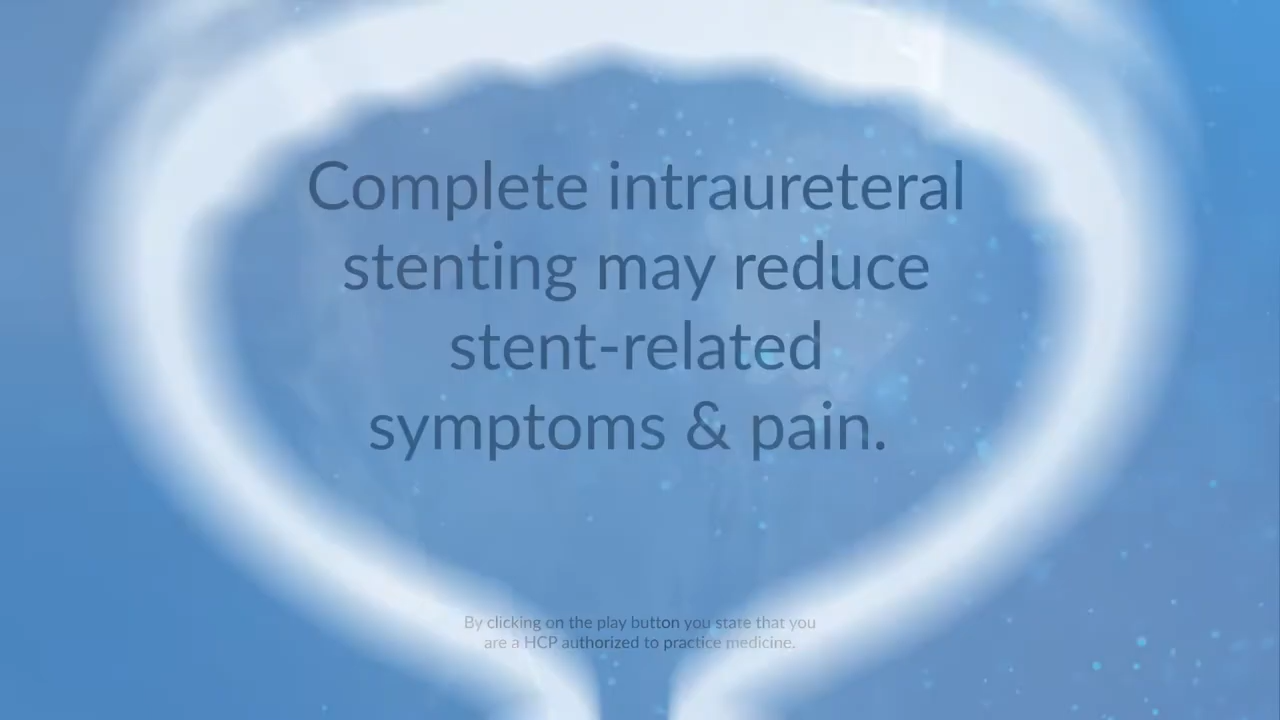 Complete intraureteral
stenting may reduce
stent-related
symptoms & pain.
By clicking on the play button you state that you
are a HCP authorized to practice medicine.